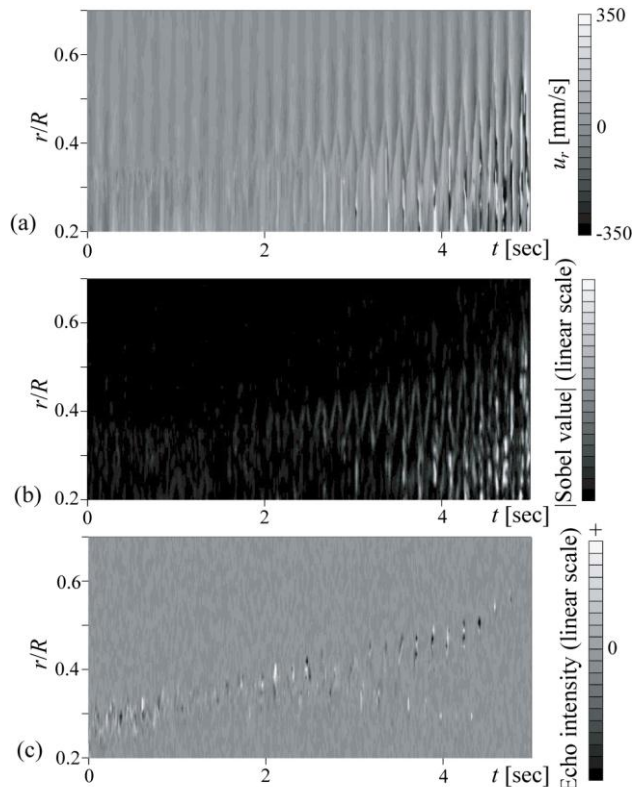 0.6
r/R
0.4
0.2
(a)
0
2
4
t [sec]
350
0
-350
u_r [mm/s]
0.6
r/R
0.4
0.2
(b)
0
2
4
t [sec]
|Sobel value| (linear scale)
0.6
r/R
0.4
0.2
(c)
0
2
4
t [sec]
+
0
Echo intensity (linear scale)